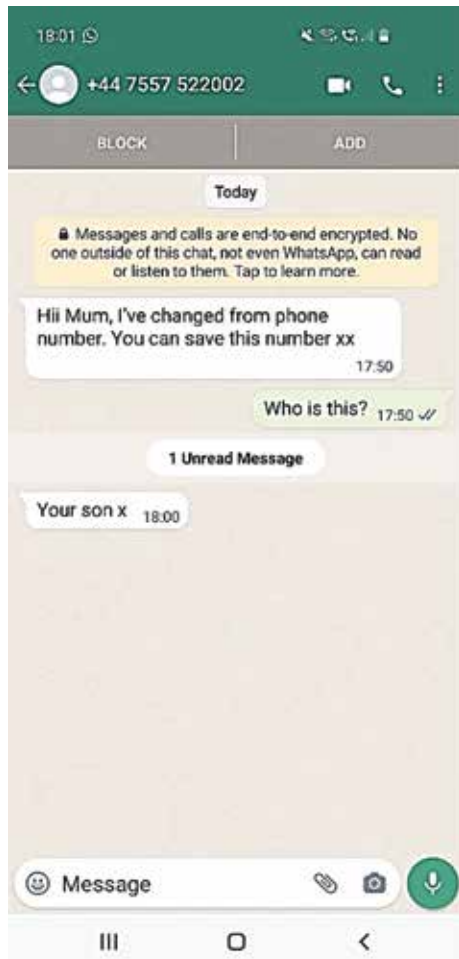 18:01
+44 7557 522002
BLOCK
ADD
Today
Messages and calls are end-to-end encrypted. No
one outside of this chat, not even WhatsApp, can read
or listen to them. Tap to learn more.
Hii Mum, I've changed from phone
number. You can save this number xx
17:50
Who is this? 17:50
1 Unread Message
Your son x 18:00
Message